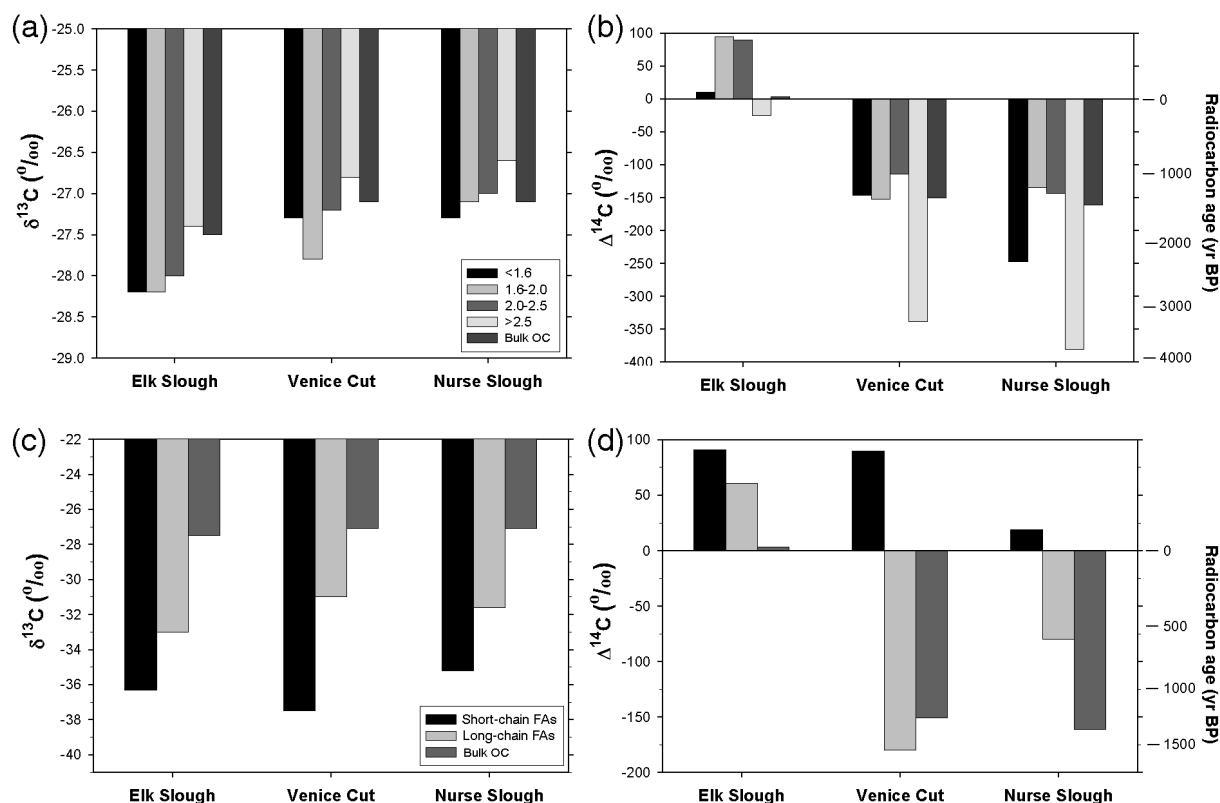 (a)
-25.0
-25.5
-26.0
-26.5
-27.0
-27.5
-28.0
-28.5
-29.0
δ13C (0/00)
<1.6
1.6-2.0
2.0-2.5
>2.5
Bulk OC
Elk Slough Venice Cut Nurse Slough
(b)
100
50
0
-50
-100
-150
-200
-250
-300
-350
-400
Δ14C (0/00)
0
1000
2000
3000
4000
Radiocarbon age (yr BP)
Elk Slough Venice Cut Nurse Slough
(c)
-22
-24
-26
-28
-30
-32
-34
-36
-38
-40
δ13C (0/00)
Short-chain FAs
Long-chain FAs
Bulk OC
Elk Slough Venice Cut Nurse Slough
(d)
100
50
0
-50
-100
-150
-200
Δ14C (0/00)
0
500
1000
1500
Radiocarbon age (yr BP)
Elk Slough Venice Cut Nurse Slough